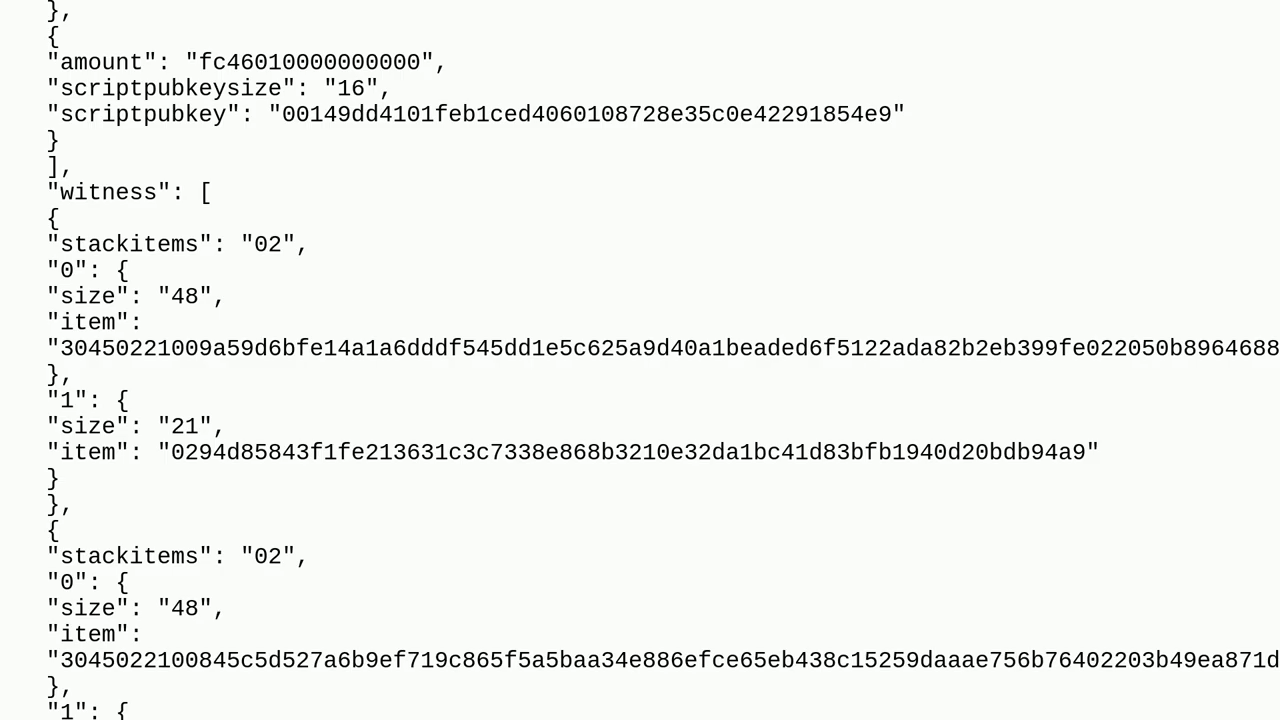 },
{
"amount": "fc46010000000000",
"scriptpubkeysize": "16",
"scriptpubkey": "00149dd4101feb1ced4060108728e35c0e42291854e9"
}
],
"witness": [
{
"stackitems": "02",
"0": {
"size": "48",
"item":
"30450221009a59d6bfe14a1a6dddf545dd1e5c625a9d40a1beaded6f5122ada82b2eb399fe022050b8964688
},
"1": {
"size": "21",
"item": "0294d85843f1fe213631c3c7338e868b3210e32da1bc41d83bfb1940d20bdb94a9"
}
},
{
"stackitems": "02",
"0": {
"size": "48",
"item":
"3045022100845c5d527a6b9ef719c865f5a5baa34e886efce65eb438c15259daaae756b76402203b49ea871d
},
"1": {